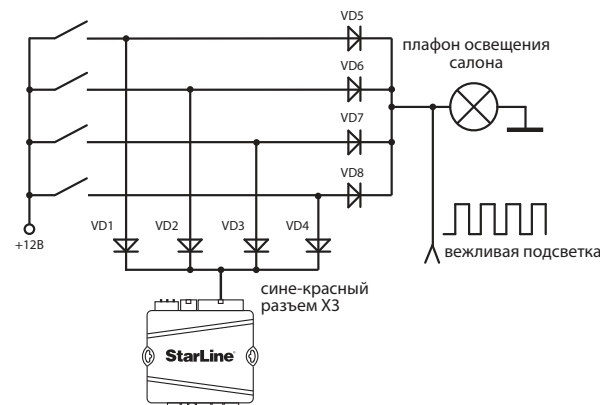 VD5
плафон освещения
салона
VD6
VD7
VD8
VD1
VD2
VD3
VD4
+12В
вежливая подсветка
сине-красный
разъем X3
StarLine